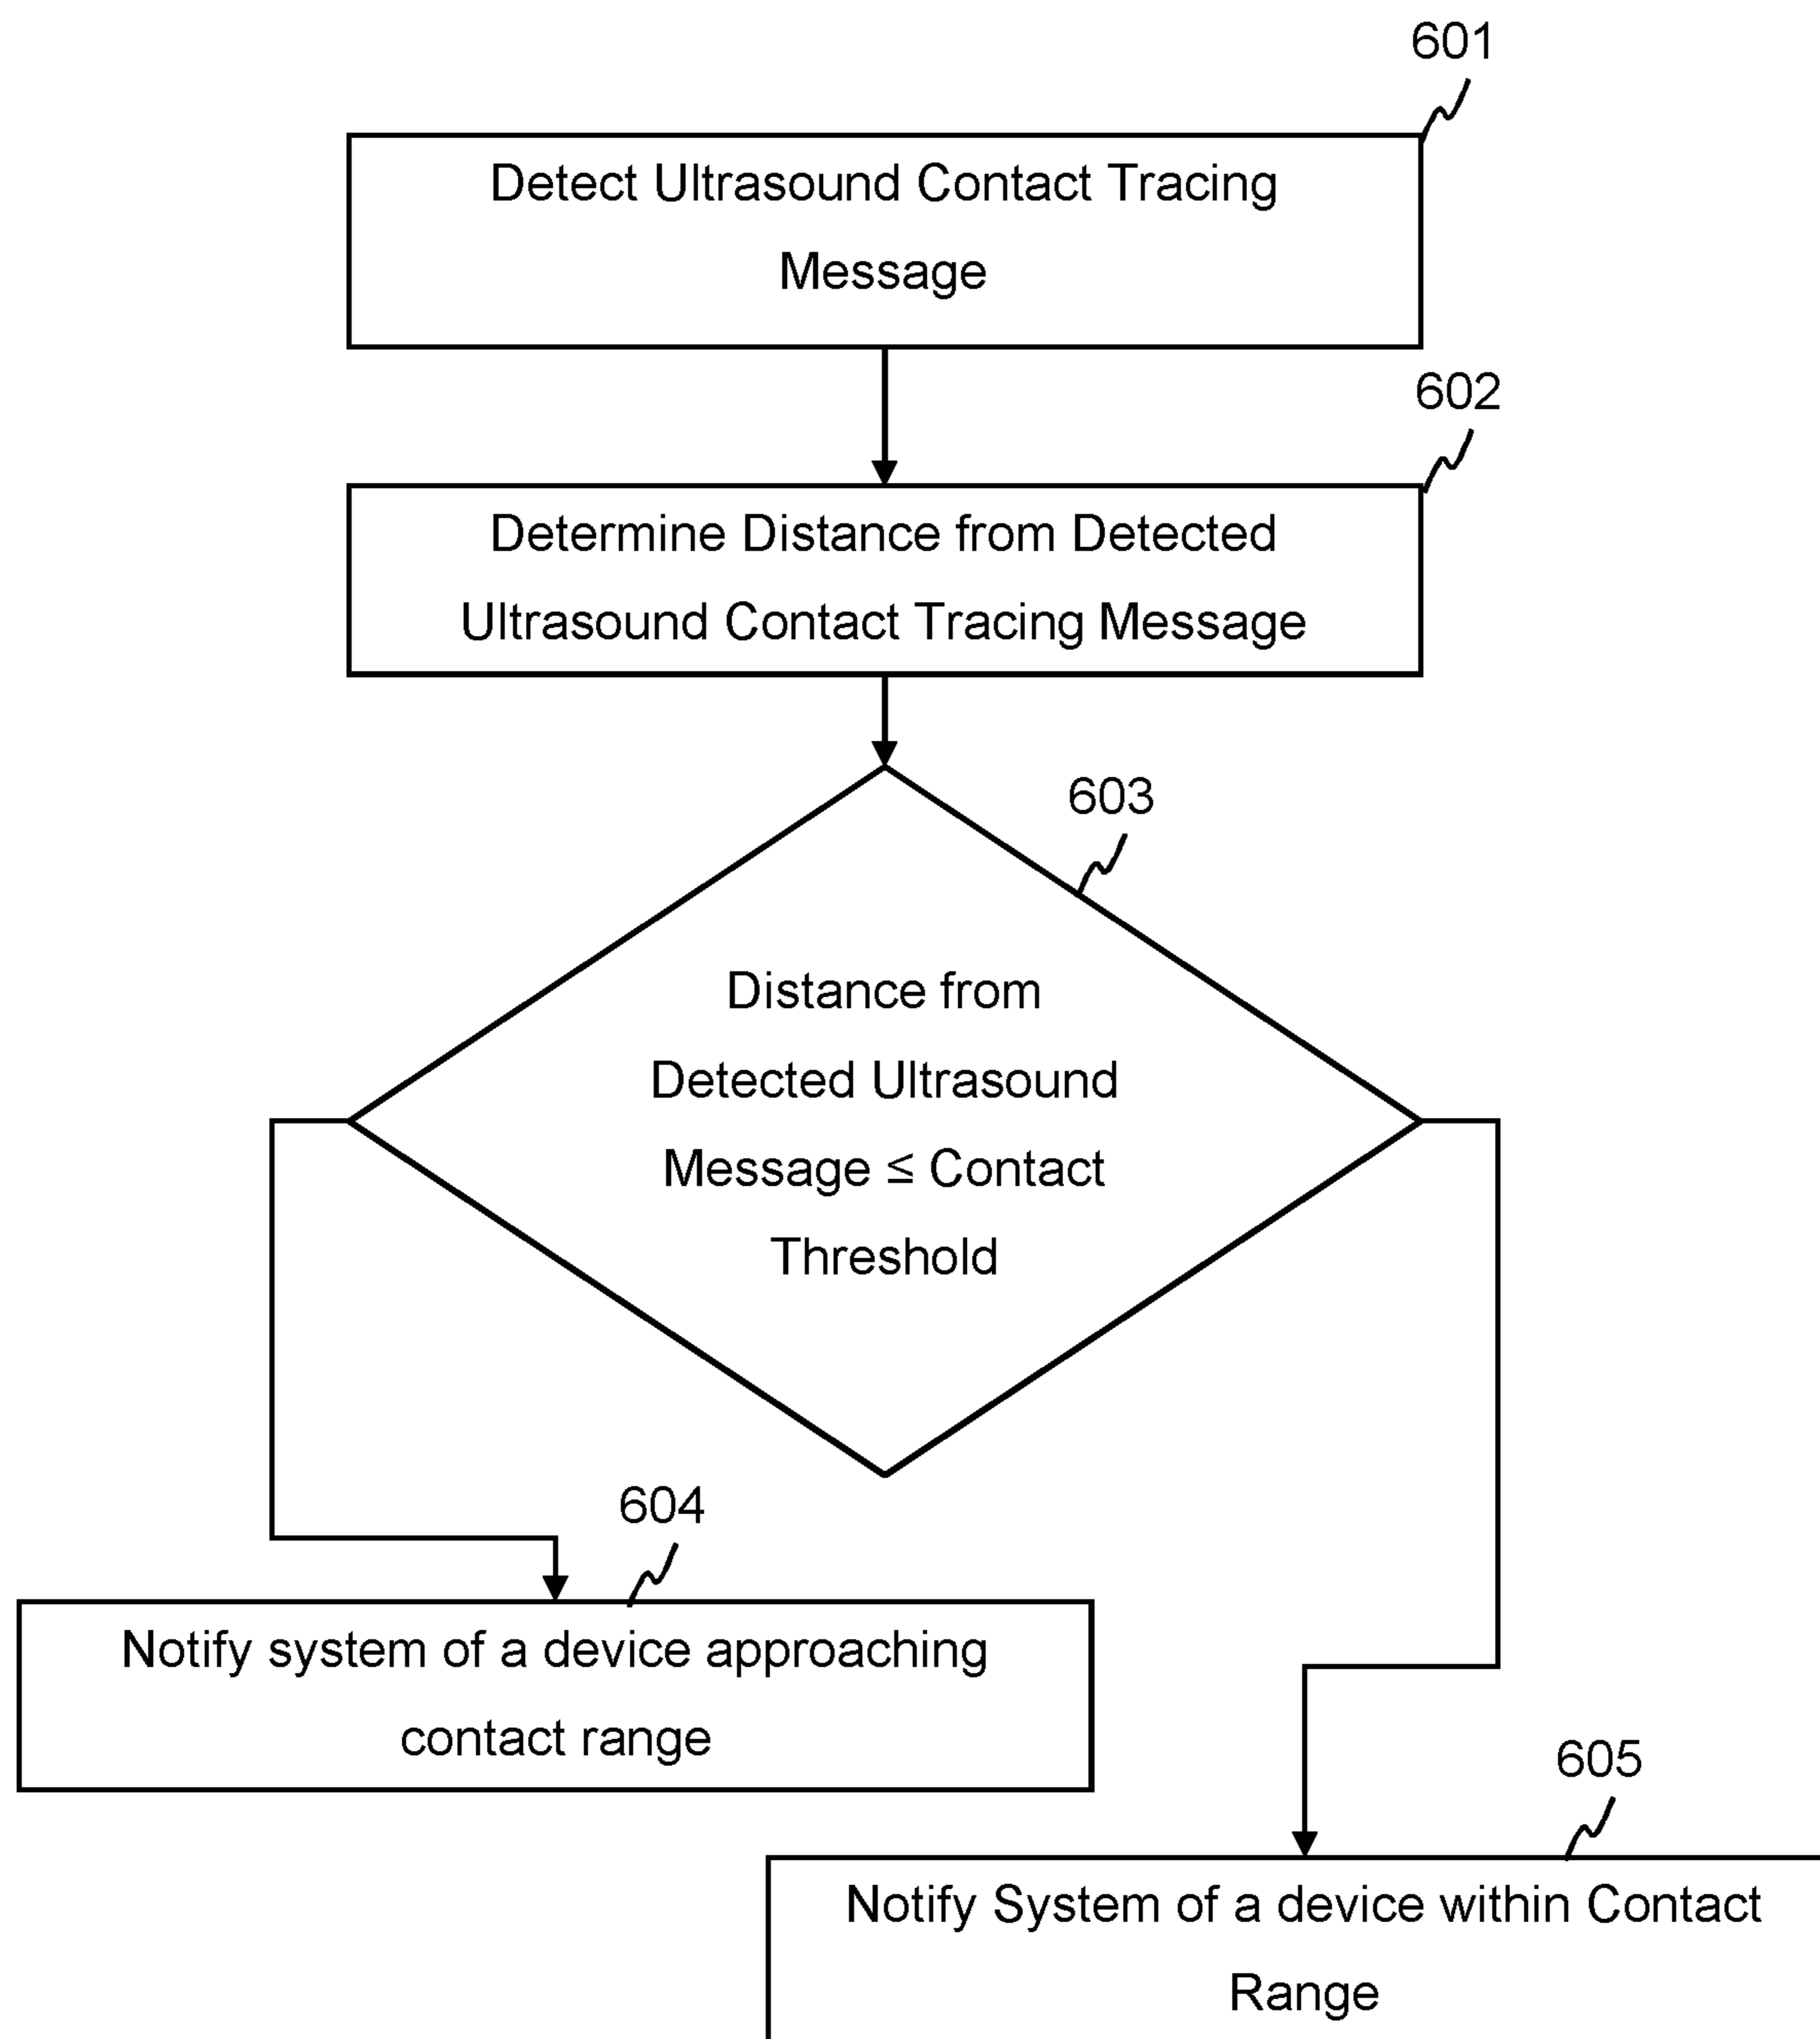 601
Detect Ultrasound Contact Tracing
Message
602
Determine Distance from Detected
Ultrasound Contact Tracing Message
603
Distance from
Detected Ultrasound
Message ≤ Contact
Threshold
604
Notify system of a device approaching
contact range
605
Notify System of a device within Contact
Range